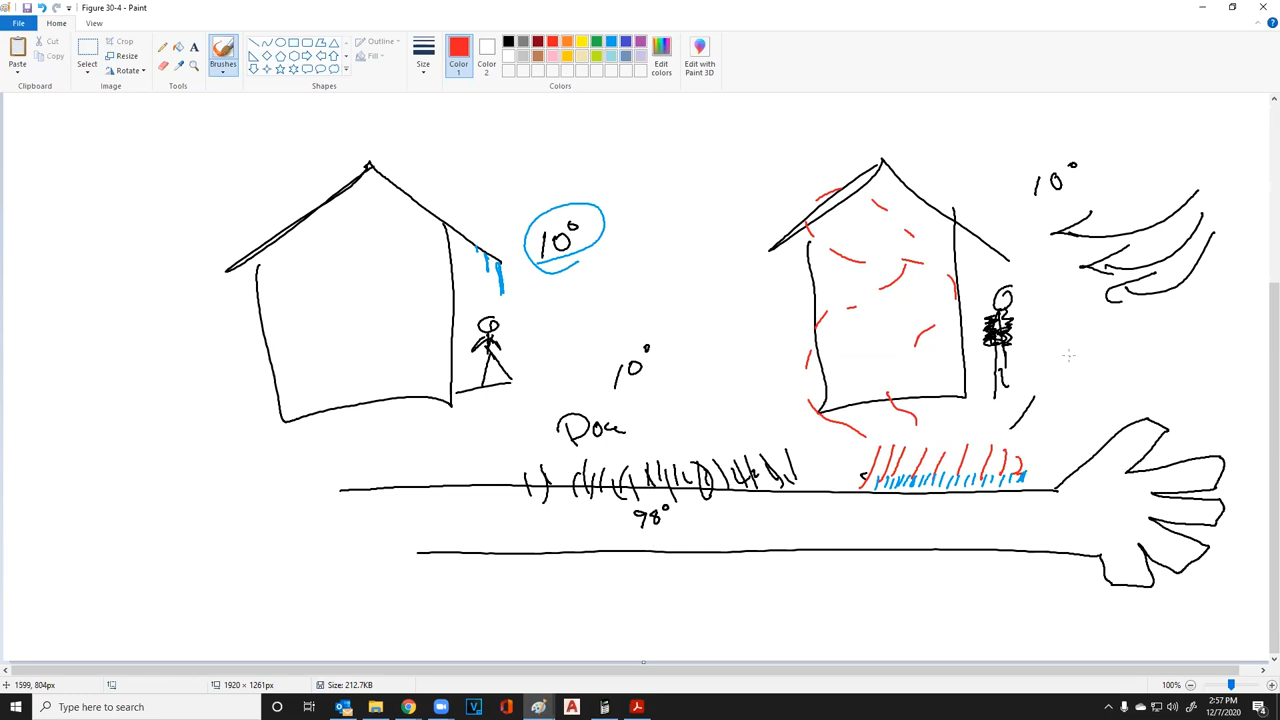 Figure 30-4 - Paint
File
Home
View
Paste
Cut
Copy
Clipboard
Select
Crop
Resize
Rotate
Image
Tools
Brushes
Shapes
Outline
Fill
Size
Color
1
Color
2
Edit
colors
Edit with
Paint 3D
Colors
10°
10°
10°
98°
1599, 804px
1920 × 1261px
Size: 212.7KB
100%
Type here to search
2:57 PM
12/7/2020